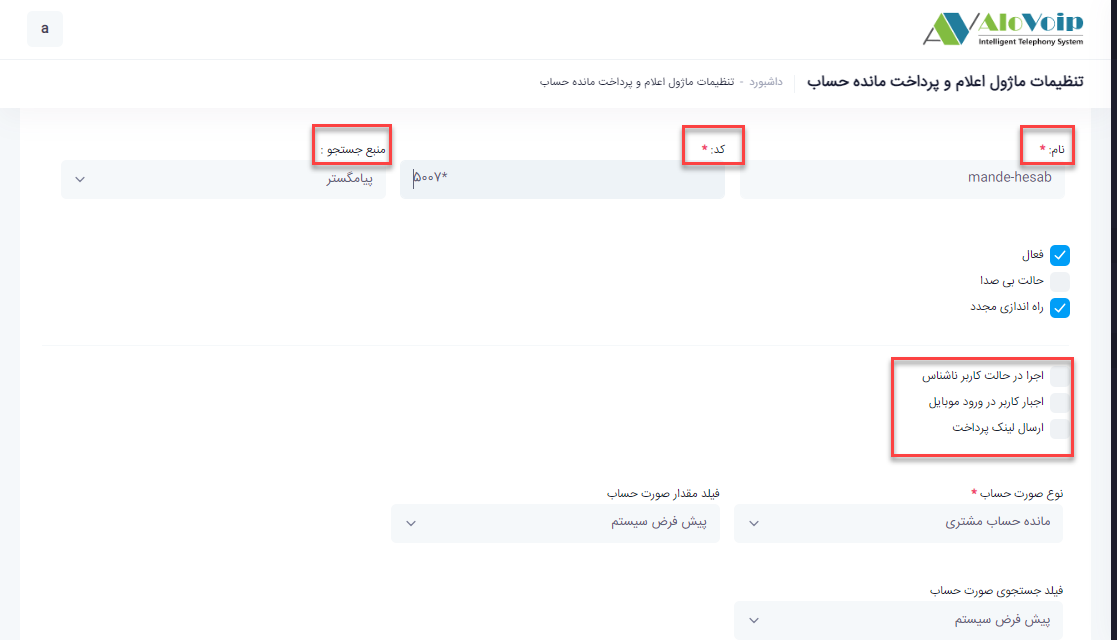 AloVoip
Intelligent Telephony System
a
تنظیمات ماژول اعلام و پرداخت مانده حساب
داشبورد - تنظیمات ماژول اعلام و پرداخت مانده حساب
نام: *
کد: *
منبع جستجو :
mande-hesab
*۵۰۰۷
پیامگستر
فعال
حالت بی صدا
راه اندازی مجدد
اجرا در حالت کاربر ناشناس
اجبار کاربر در ورود موبایل
ارسال لینک پرداخت
نوع صورت حساب *
فیلد مقدار صورت حساب
مانده حساب مشتری
پیش فرض سیستم
فیلد جستجوی صورت حساب
پیش فرض سیستم